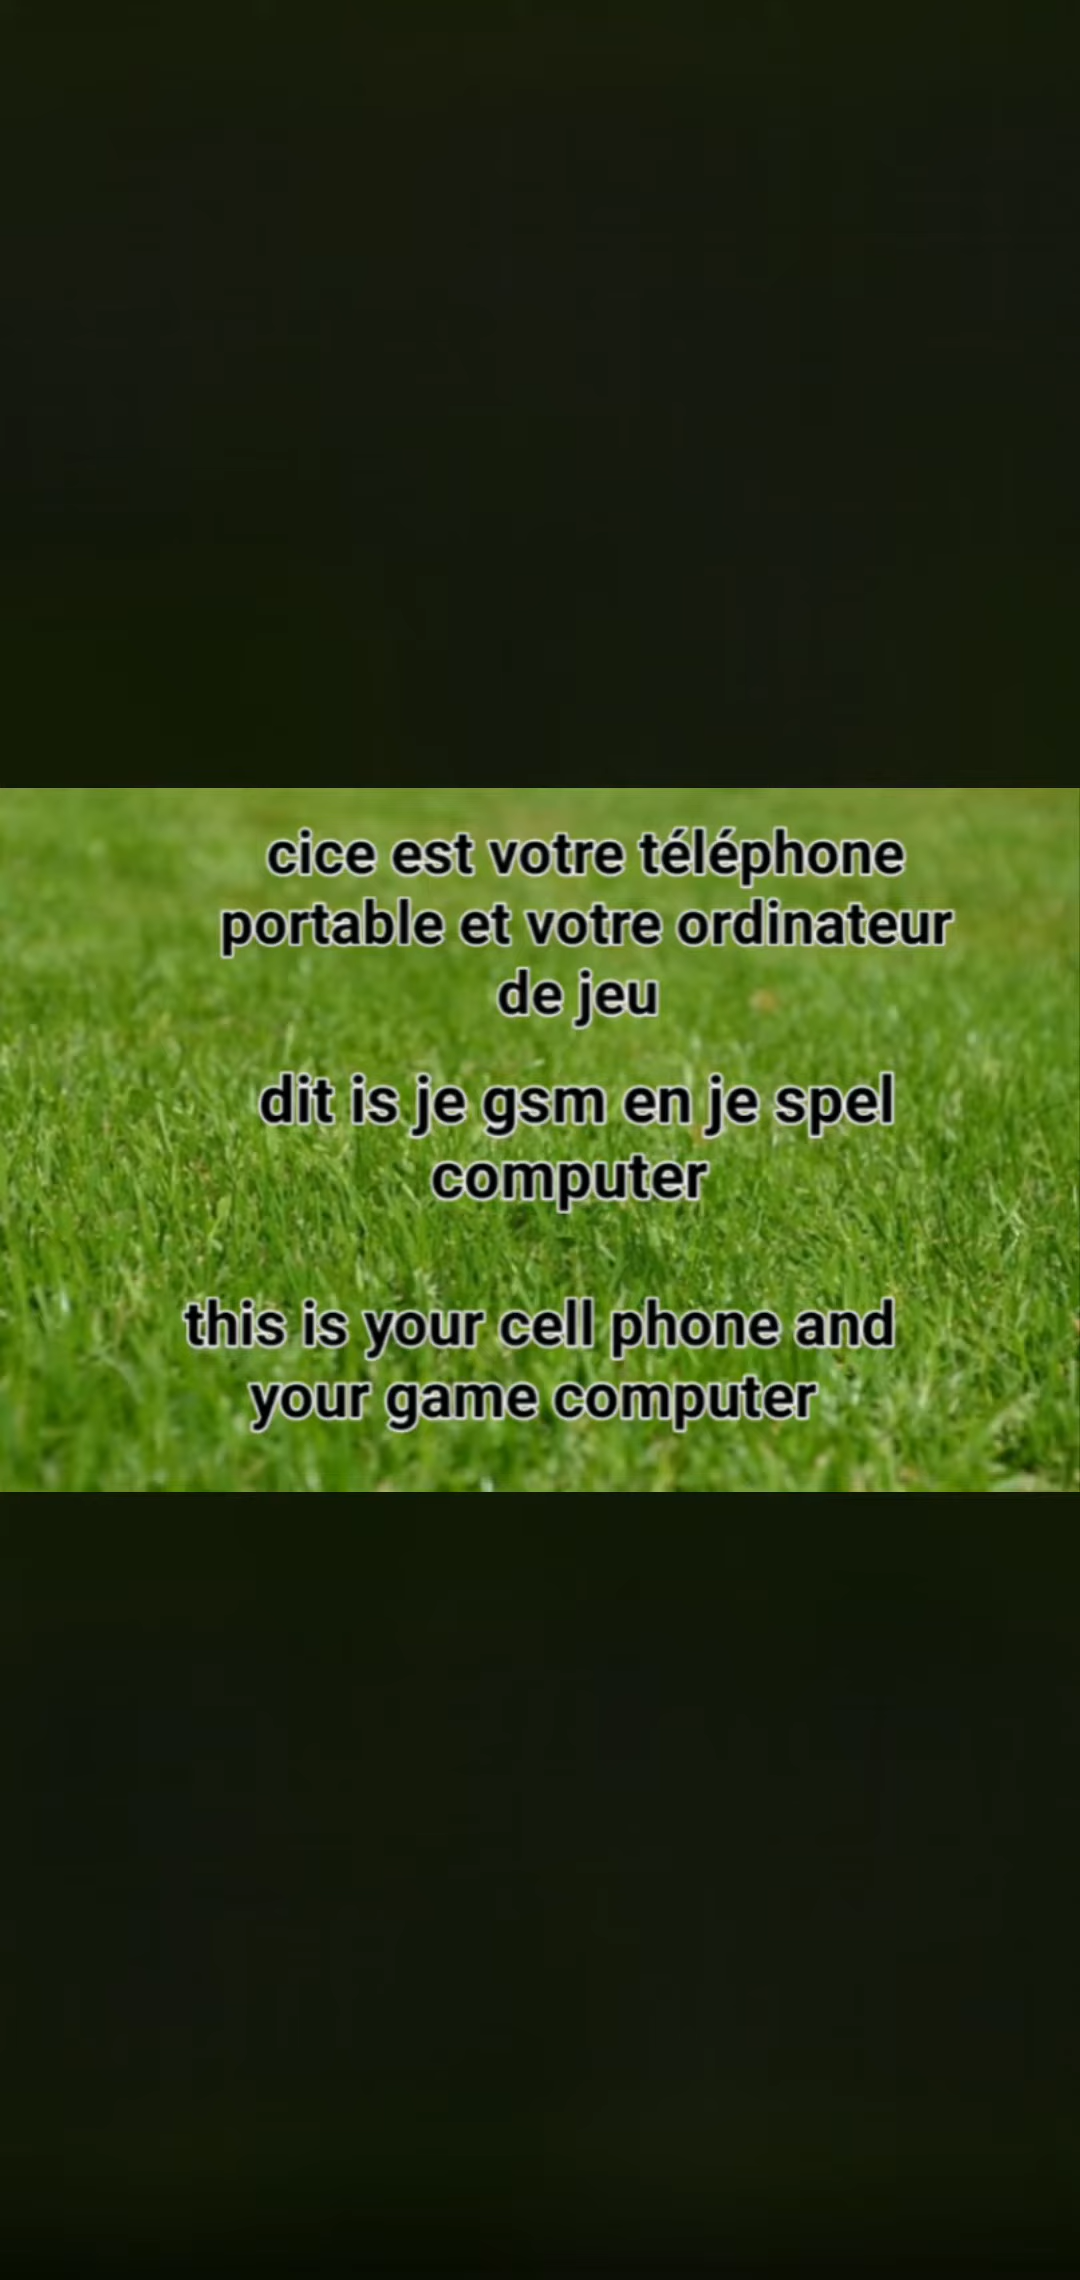 cice est votre téléphone
portable et votre ordinateur
de jeu
dit is je gsm en je spel
computer
this is your cell phone and
your game computer